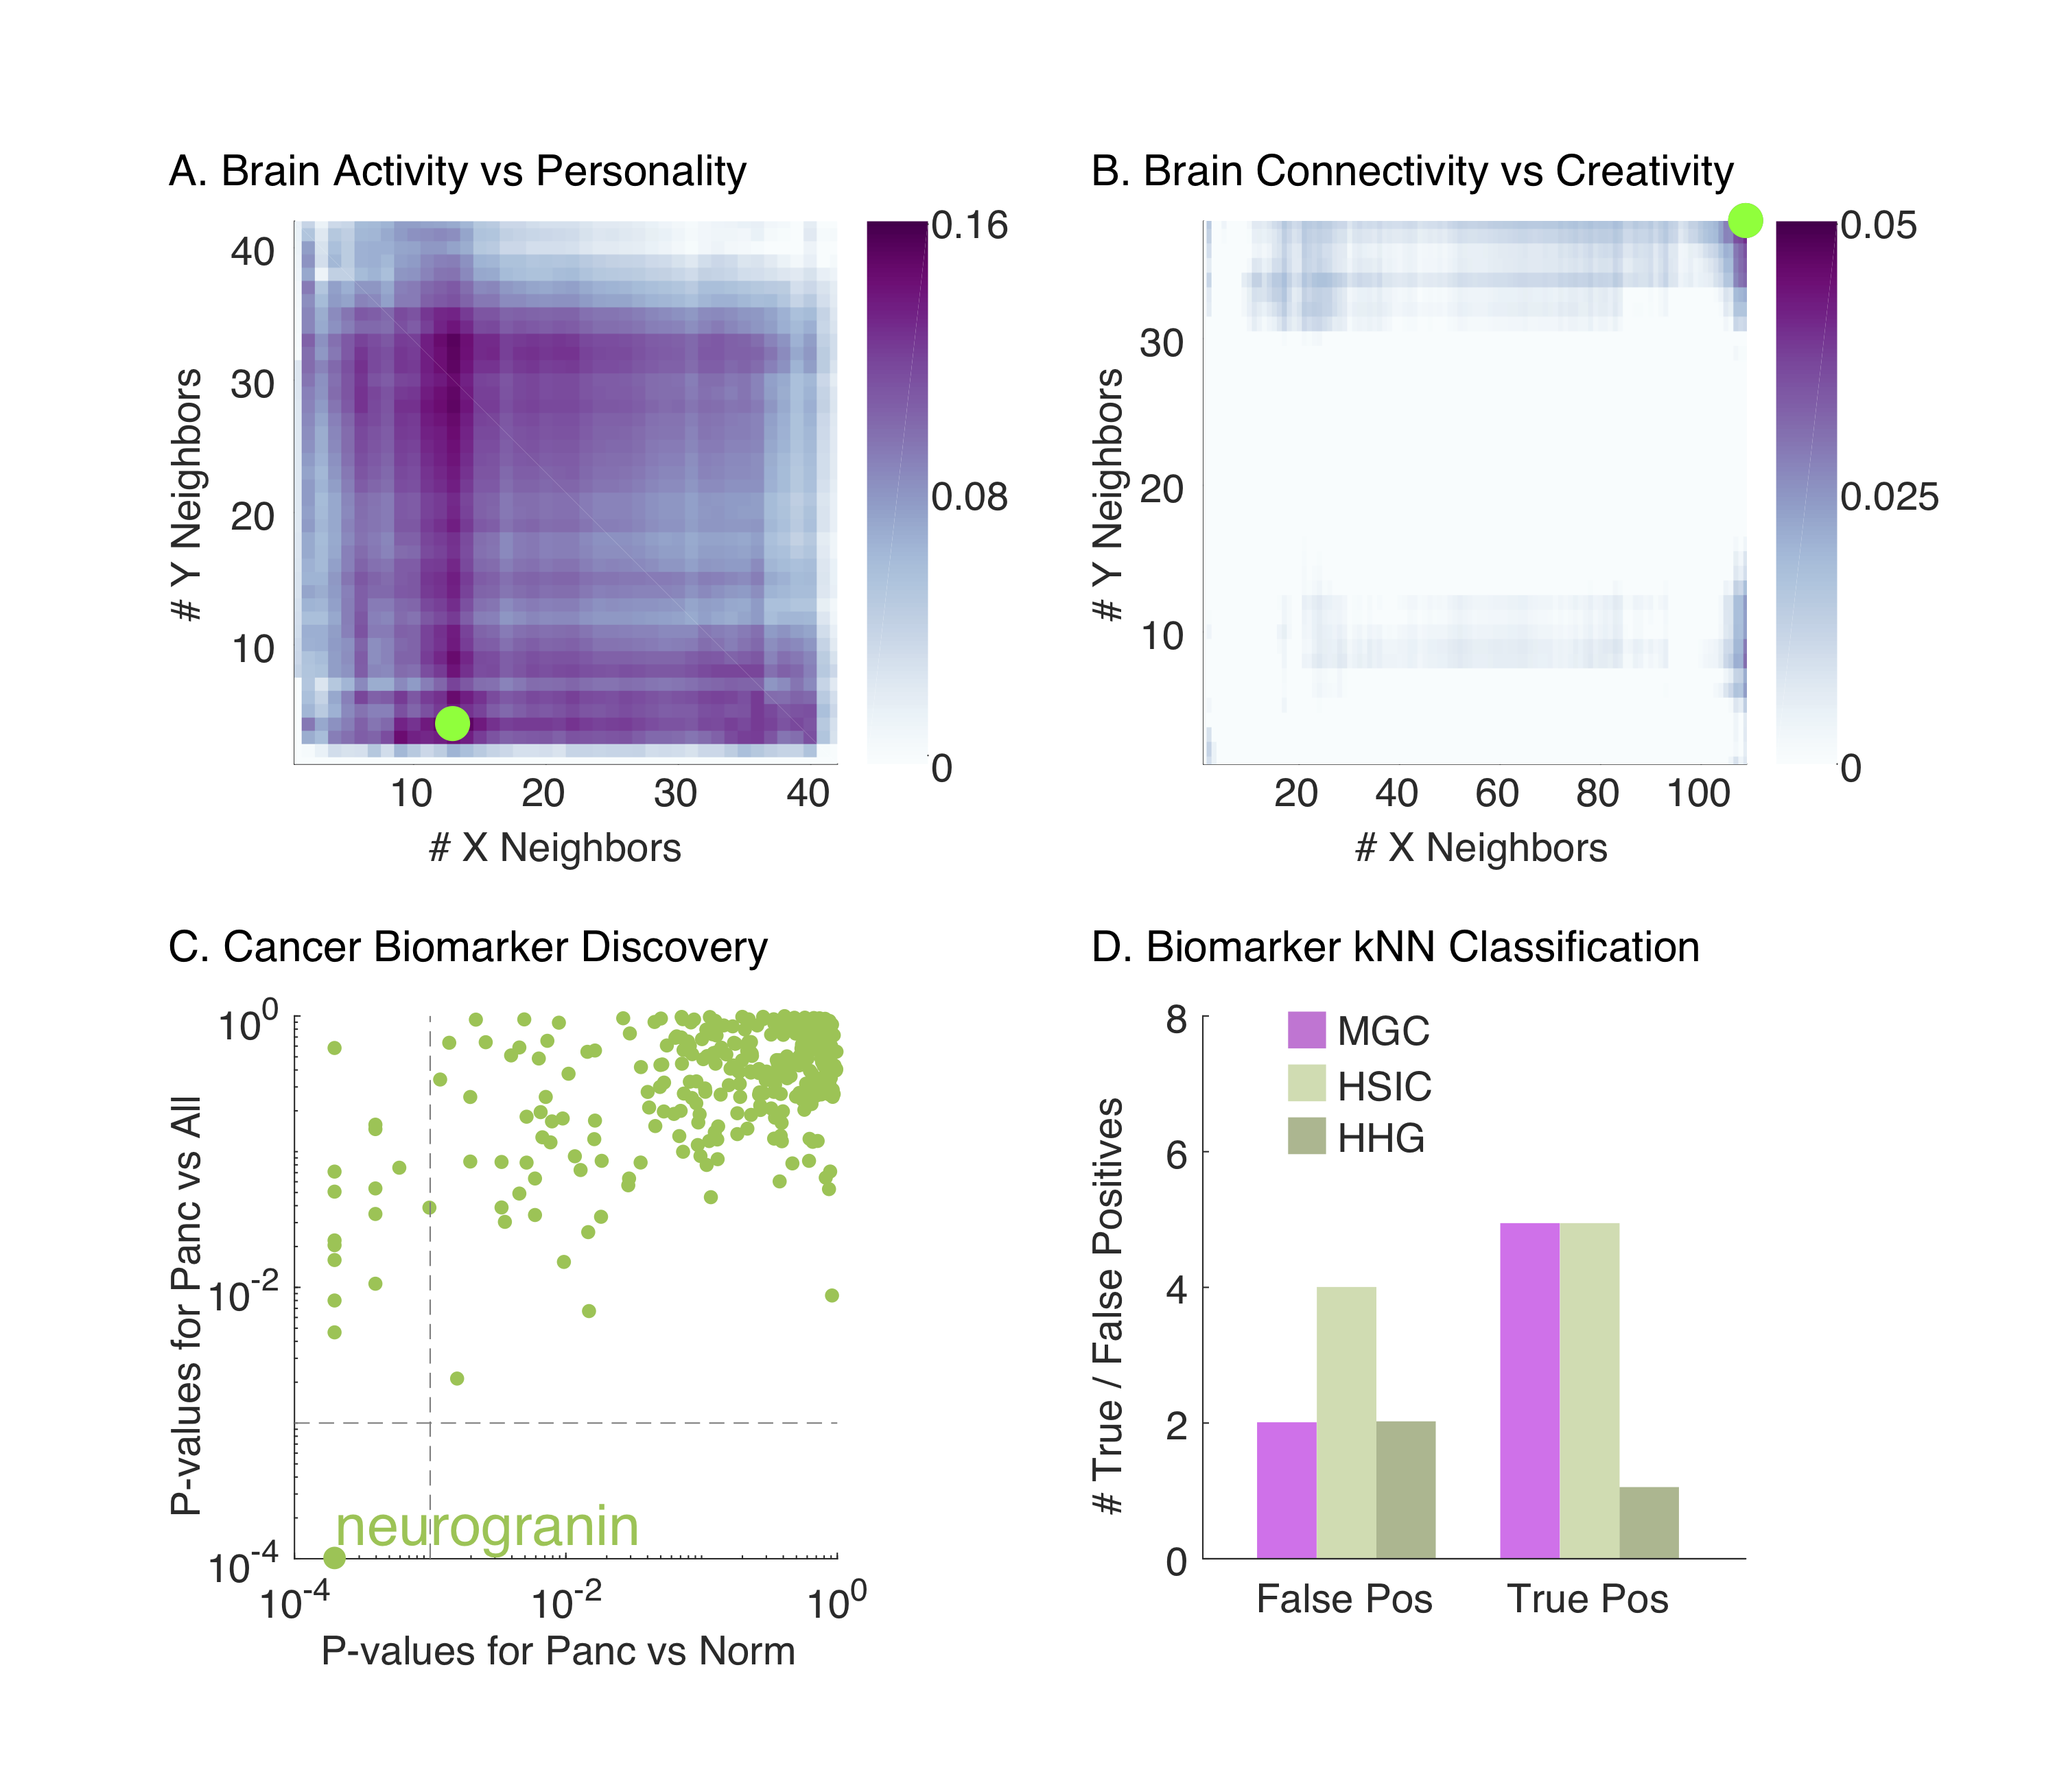 A. Brain Activity vs Personality
# Y Neighbors
40
30
20
10
10 20 30 40
# X Neighbors
0.16
0.08
0
B. Brain Connectivity vs Creativity
# Y Neighbors
30
20
10
20 40 60 80 100
# X Neighbors
0.05
0.025
0
C. Cancer Biomarker Discovery
P-values for Panc vs All
10^0
10^-2
10^-4
neurogranin
10^-4 10^-2 10^0
P-values for Panc vs Norm
D. Biomarker kNN Classification
# True / False Positives
8
6
4
2
0
MGC
HSIC
HHG
False Pos True Pos